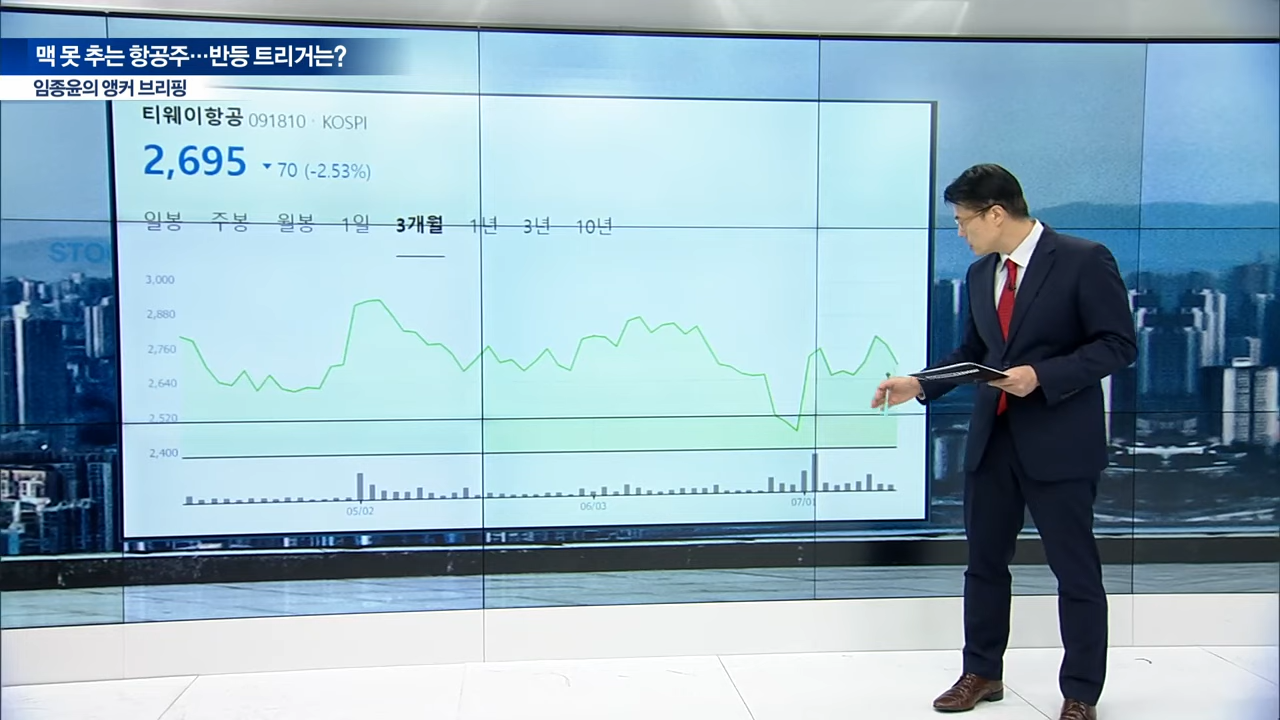 맥 못 추는 항공주…반등 트리거는?
임종윤의 앵커 브리핑
티웨이항공 091810 · KOSPI
2,695 ▼70 (-2.53%)
일봉 주봉 월봉 1일 3개월 1년 3년 10년
3,000
2,880
2,760
2,640
2,520
2,400
05/02 06/03 07/01
STO